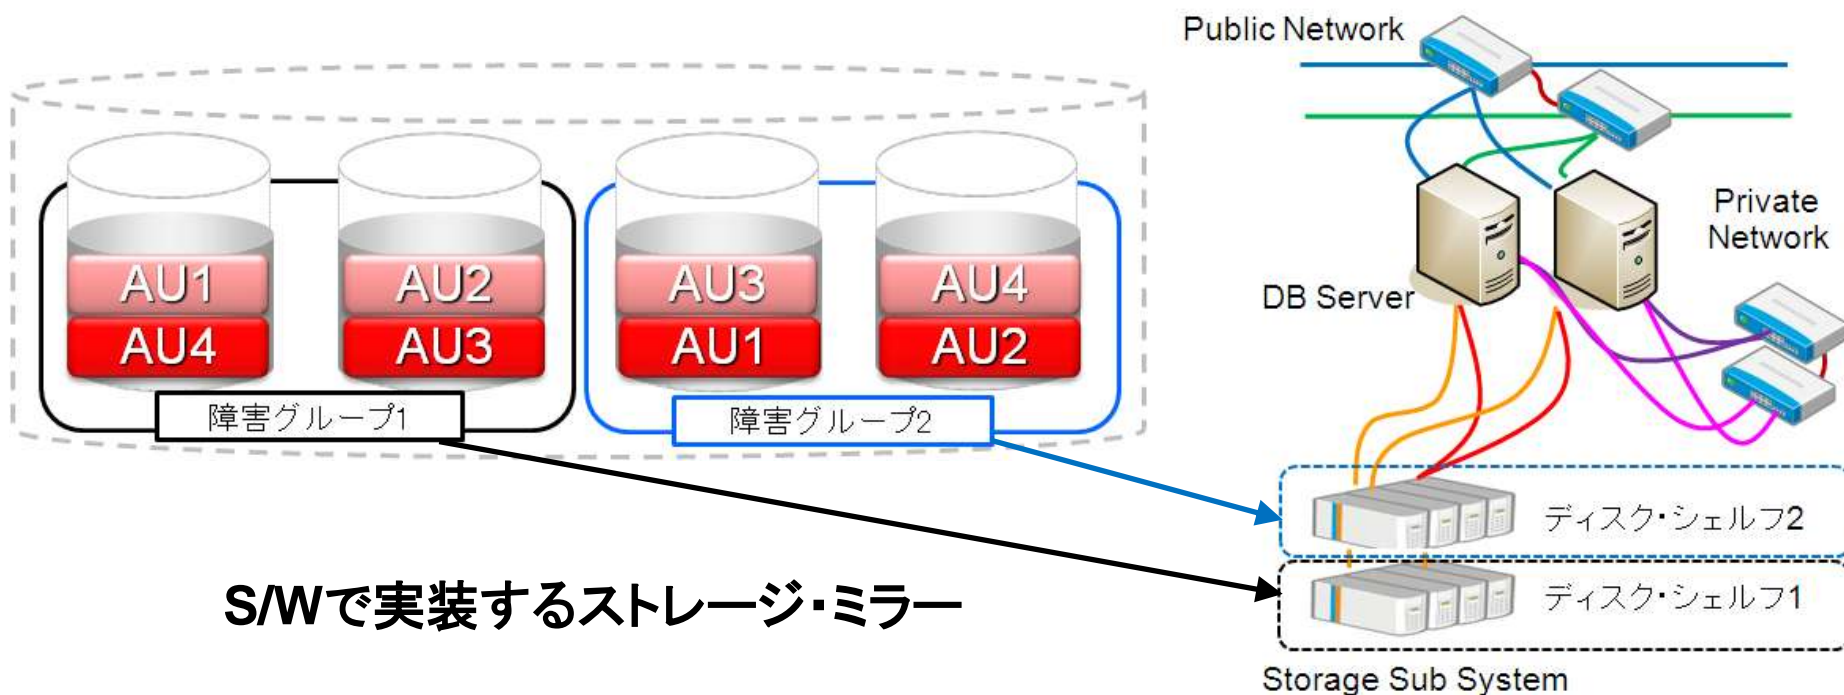 Public Network
AU1
AU2
AU3
AU4
AU4
AU3
AU1
AU2
障害グループ1
障害グループ2
Private
Network
DB Server
ディスク・シェルフ2
ディスク・シェルフ1
S/Wで実装するストレージ・ミラー
Storage Sub System